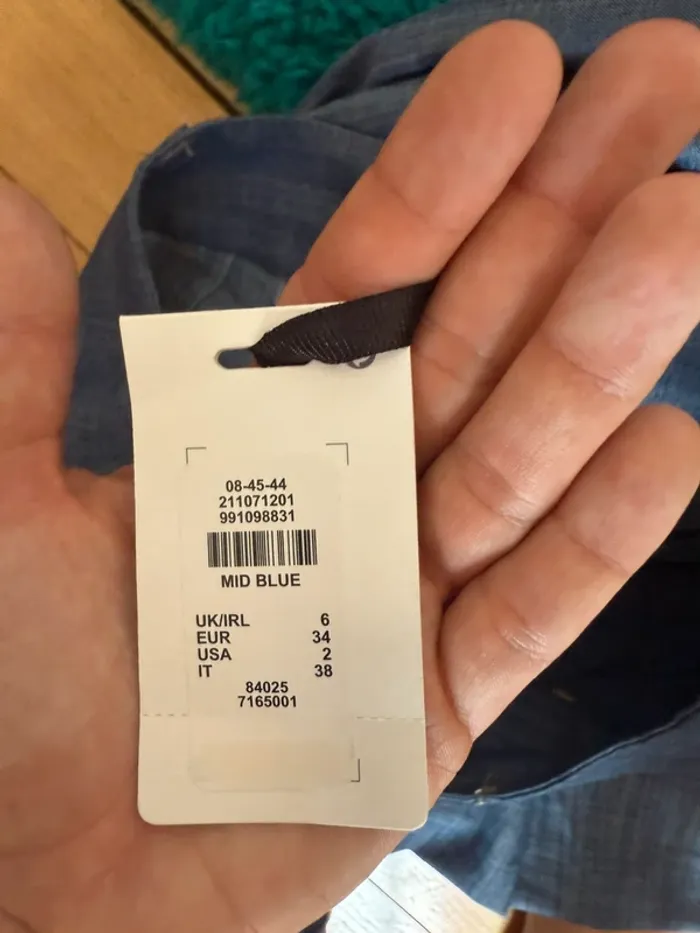 08-45-44
211071201
991098831
MID BLUE
UK/IRL 6
EUR 34
USA 2
IT 38
84025
7165001